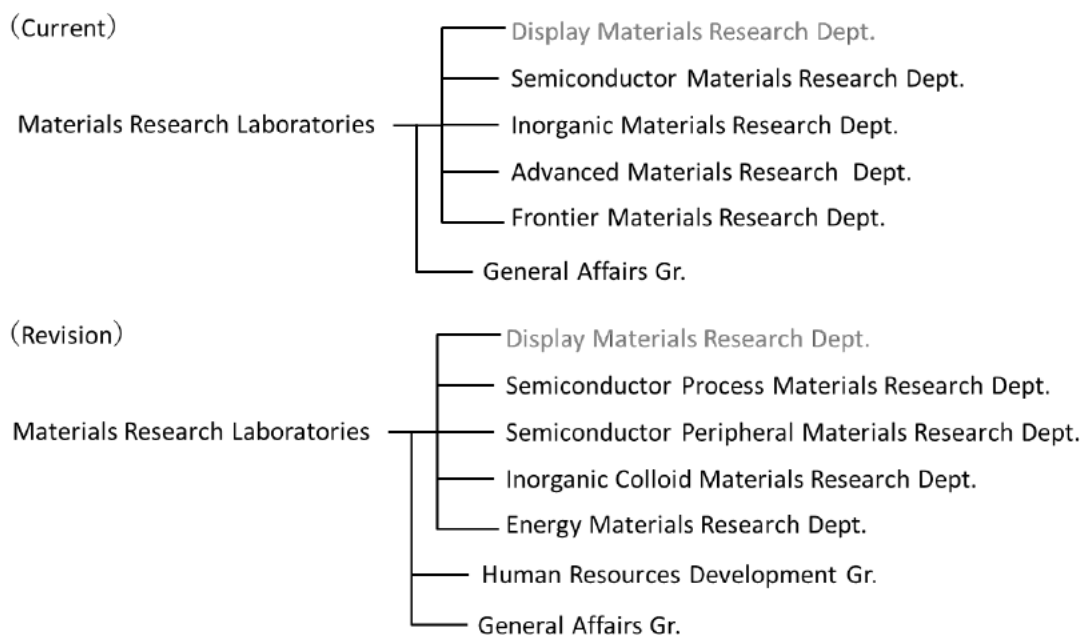 (Current)
Display Materials Research Dept.
Semiconductor Materials Research Dept.
Materials Research Laboratories
Inorganic Materials Research Dept.
Advanced Materials Research Dept.
Frontier Materials Research Dept.
General Affairs Gr.
(Revision)
Display Materials Research Dept.
Semiconductor Process Materials Research Dept.
Materials Research Laboratories
Semiconductor Peripheral Materials Research Dept.
Inorganic Colloid Materials Research Dept.
Energy Materials Research Dept.
Human Resources Development Gr.
General Affairs Gr.